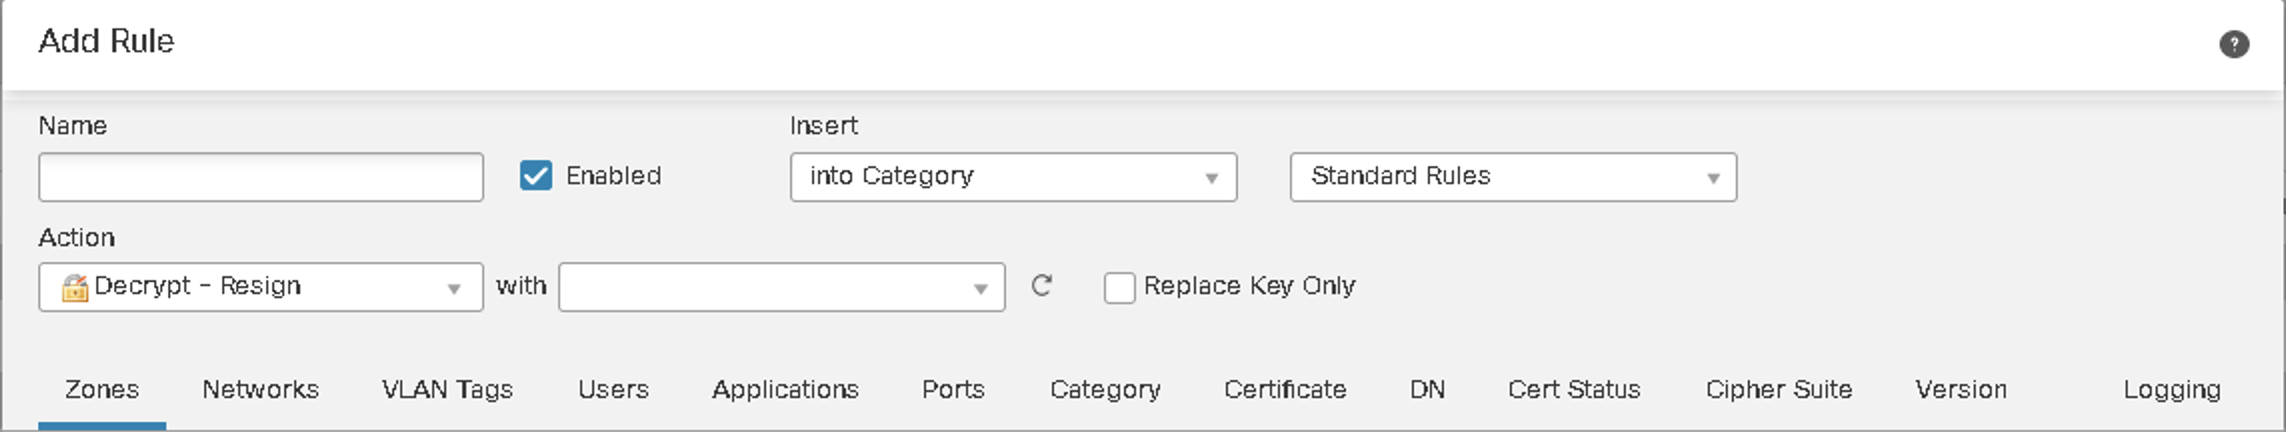 Add Rule
?
Name
Insert
Enabled
into Category
Standard Rules
Action
Decrypt - Resign
with
Replace Key Only
Zones Networks VLAN Tags Users Applications Ports Category Certificate DN Cert Status Cipher Suite Version Logging